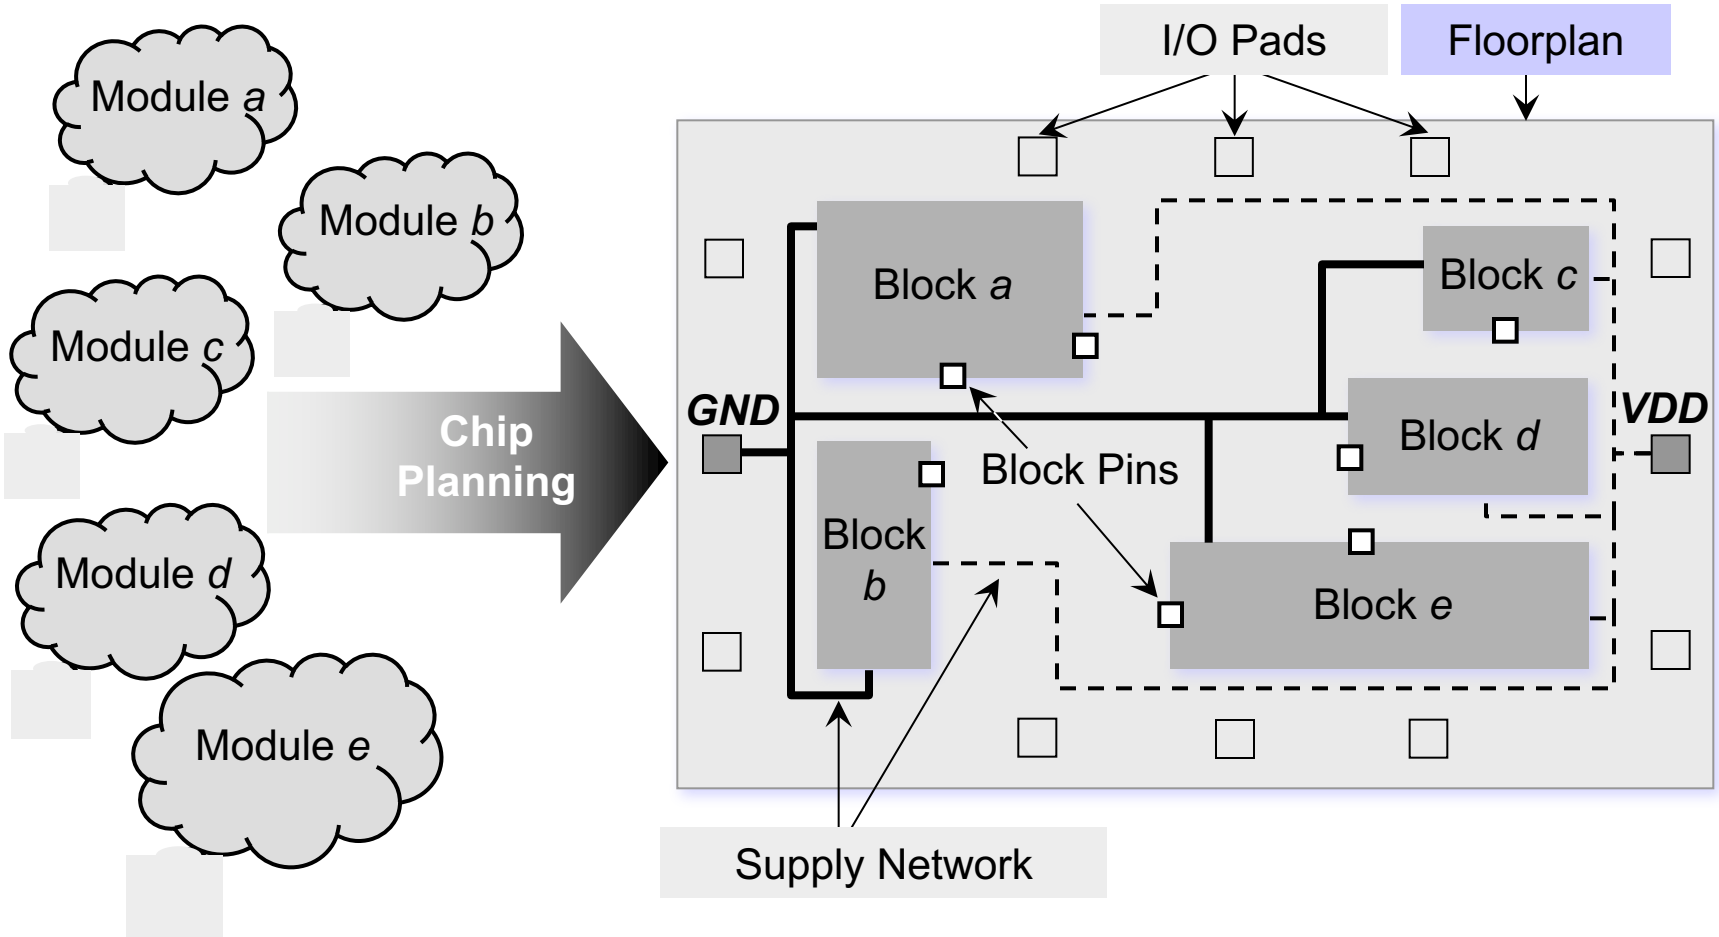 I/O Pads
Floorplan
Module a
Module b
Module c
Module d
Module e
Chip
Planning
GND
VDD
Block a
Block c
Block d
Block Pins
Block
b
Block e
Supply Network